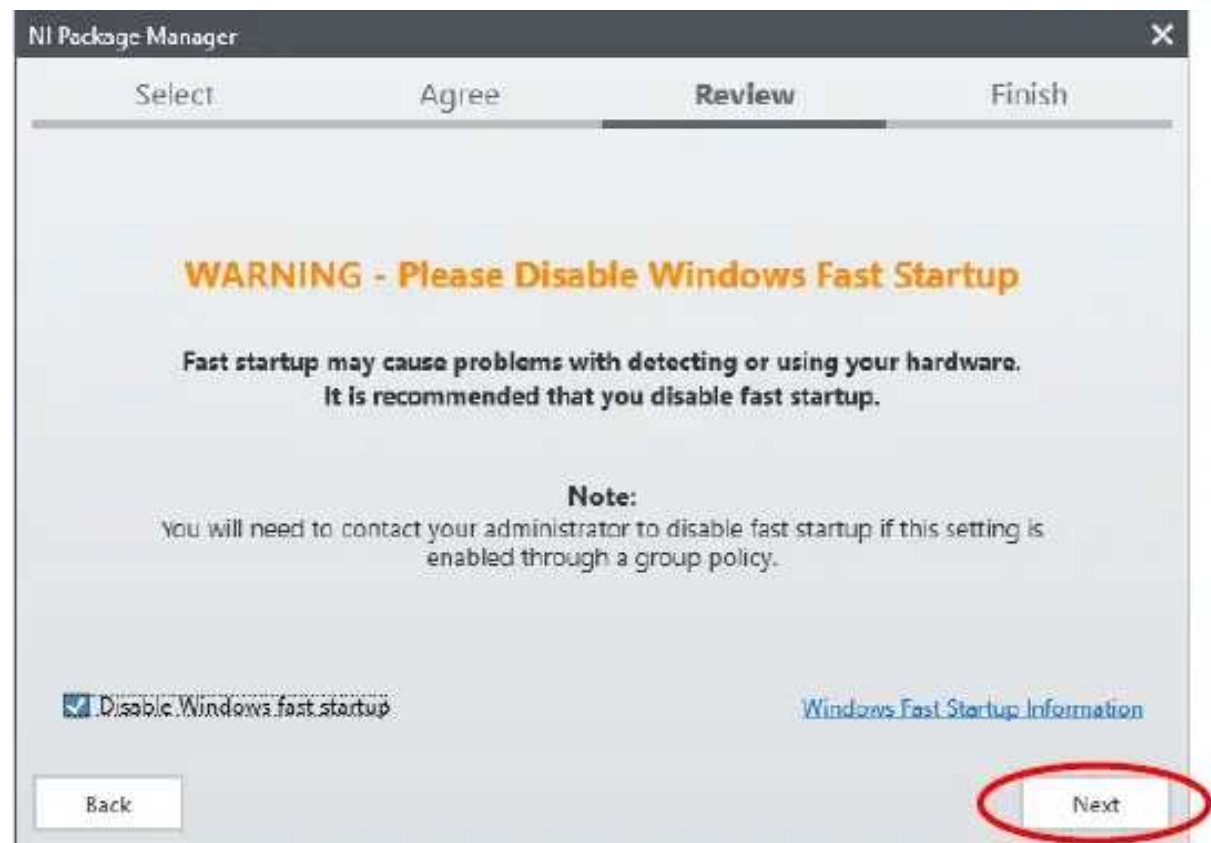 NI Package Manager
Select Agree Review Finish
WARNING - Please Disable Windows Fast Startup
Fast startup may cause problems with detecting or using your hardware.
It is recommended that you disable fast startup.
Note:
You will need to contact your administrator to disable fast startup if this setting is
enabled through a group policy.
Disable Windows fast startup
Windows Fast Startup Information
Back
Next